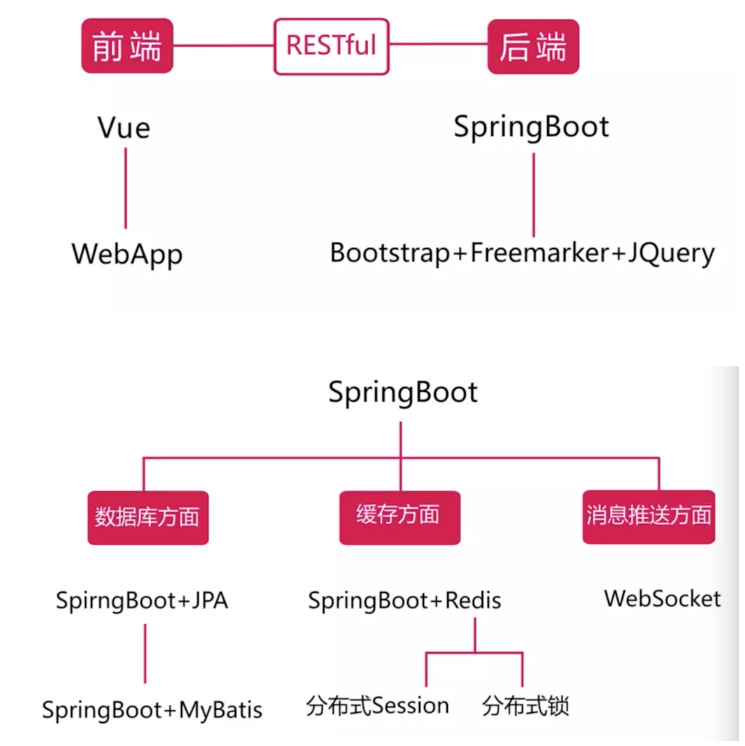 前端 RESTful 后端
Vue SpringBoot
WebApp Bootstrap+Freemarker+JQuery
SpringBoot
数据库方面 缓存方面 消息推送方面
SpirngBoot+JPA SpringBoot+Redis WebSocket
SpringBoot+MyBatis 分布式Session 分布式锁